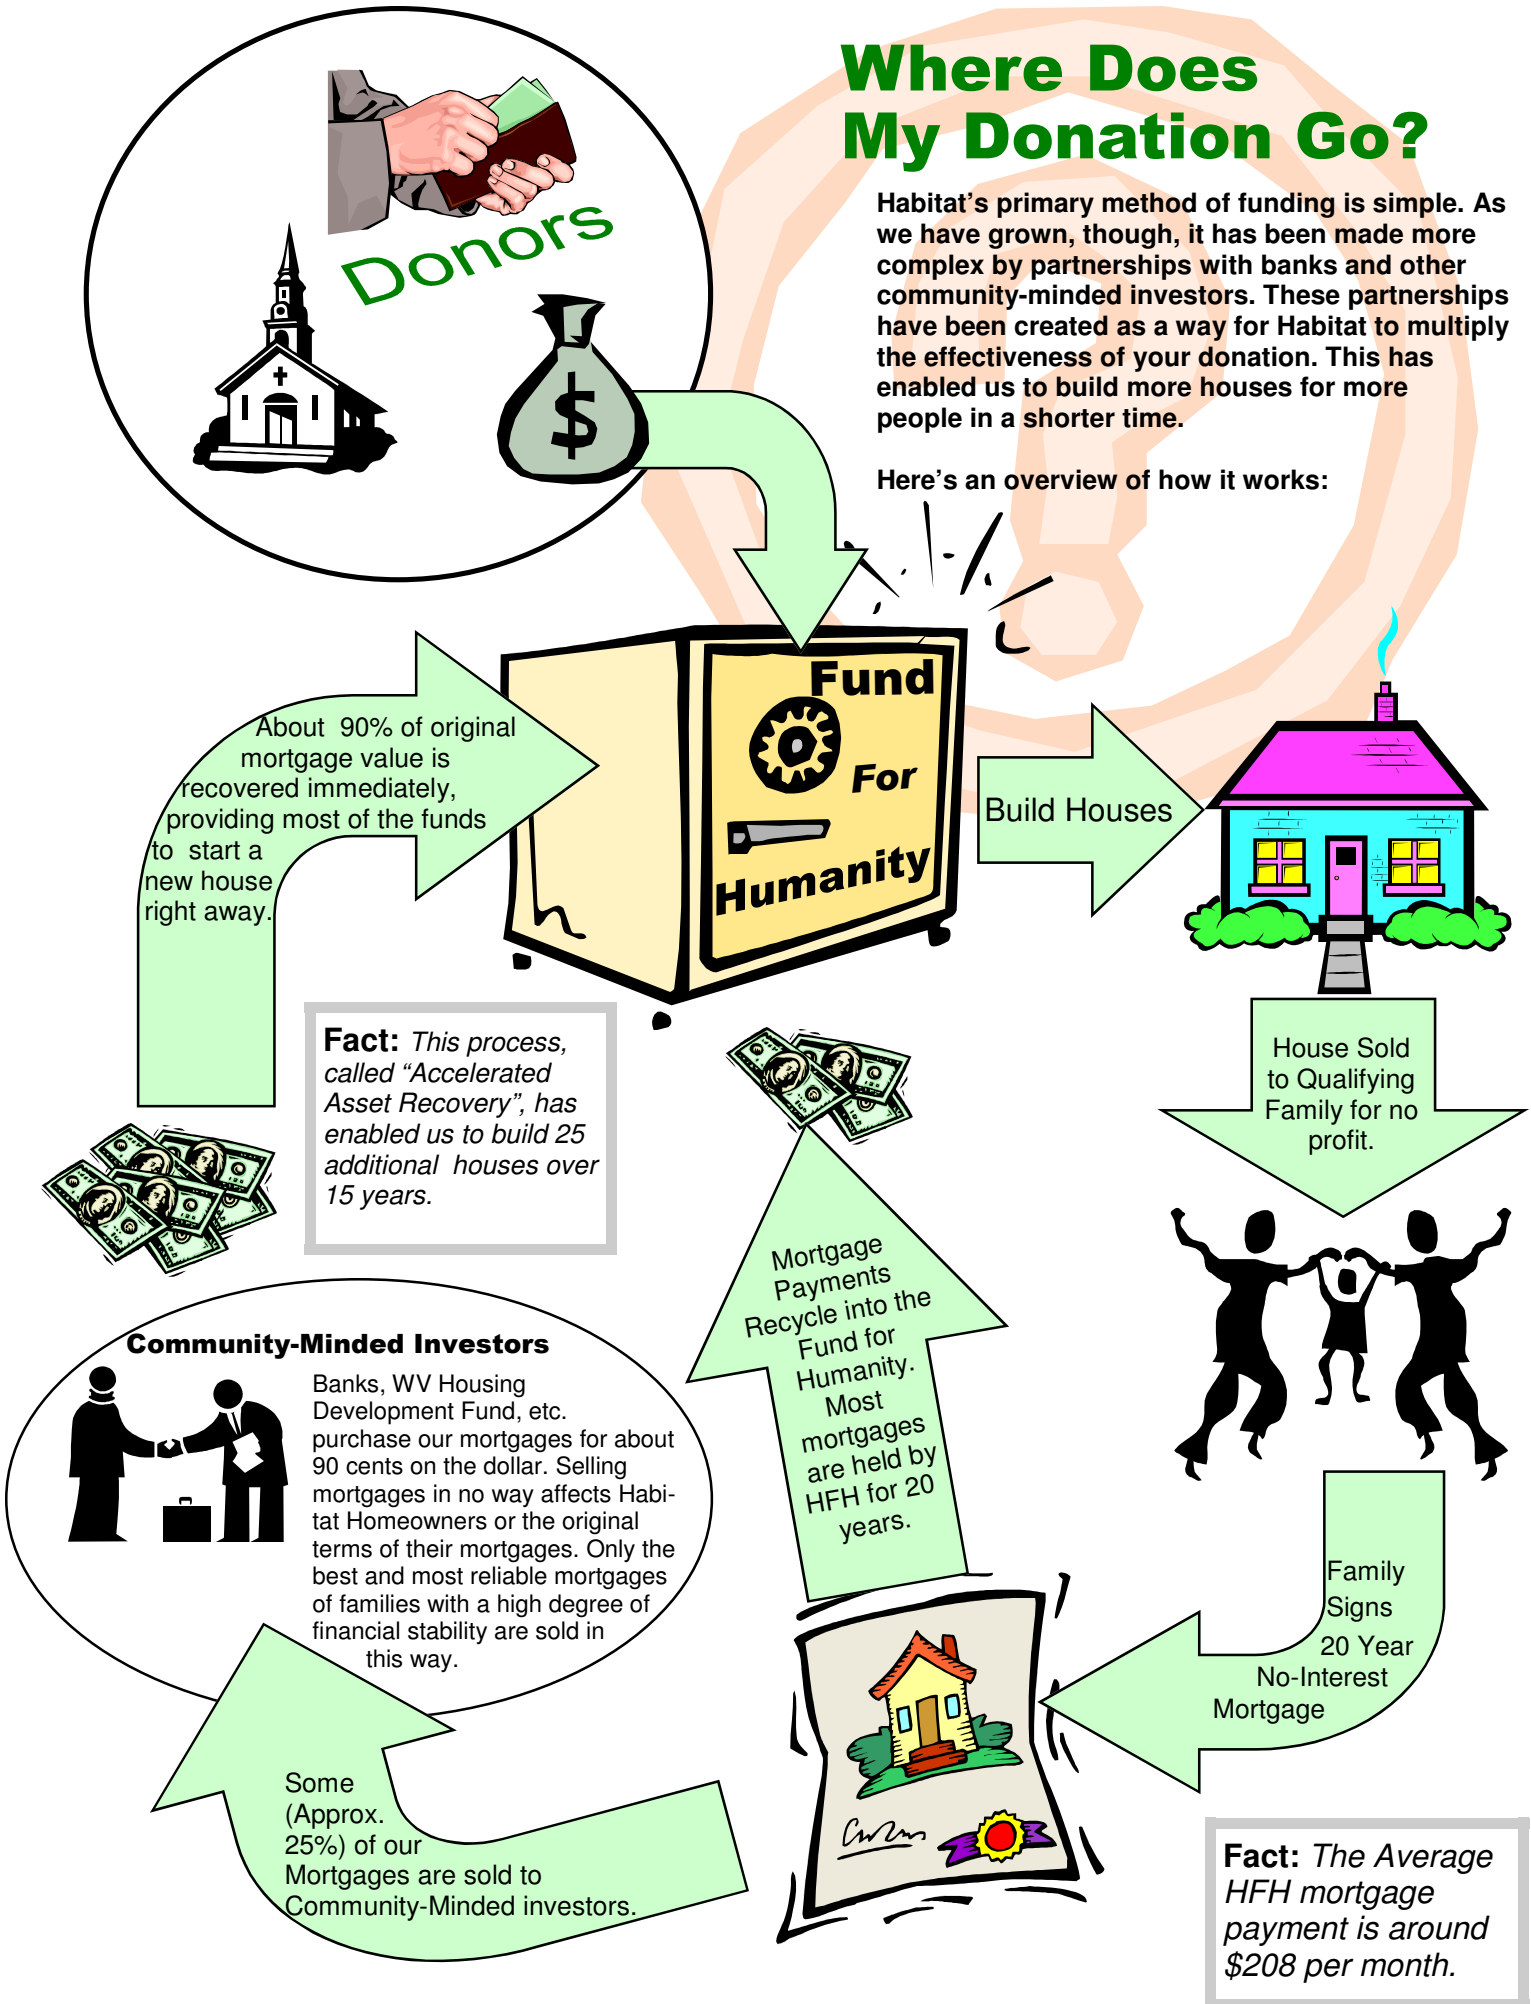 Where Does
My Donation Go?
Habitat's primary method of funding is simple. As
we have grown, though, it has been made more
complex by partnerships with banks and other
community-minded investors. These partnerships
have been created as a way for Habitat to multiply
the effectiveness of your donation. This has
enabled us to build more houses for more
people in a shorter time.
Here's an overview of how it works:
Donors
$
Fund
For
Humanity
About 90% of original
mortgage value is
recovered immediately,
providing most of the funds
to start a
new house
right away.
Build Houses
Fact: This process,
called “Accelerated
Asset Recovery”, has
enabled us to build 25
additional houses over
15 years.
House Sold
to Qualifying
Family for no
profit.
Mortgage
Payments
Recycle into the
Fund for
Humanity.
Most
mortgages
are held by
HFH for 20
years.
Community-Minded Investors
Banks, WV Housing
Development Fund, etc.
purchase our mortgages for about
90 cents on the dollar. Selling
mortgages in no way affects Habi-
tat Homeowners or the original
terms of their mortgages. Only the
best and most reliable mortgages
of families with a high degree of
financial stability are sold in
this way.
Family
Signs
20 Year
No-Interest
Mortgage
Some
(Approx.
25%) of our
Mortgages are sold to
Community-Minded investors.
Fact: The Average
HFH mortgage
payment is around
$208 per month.